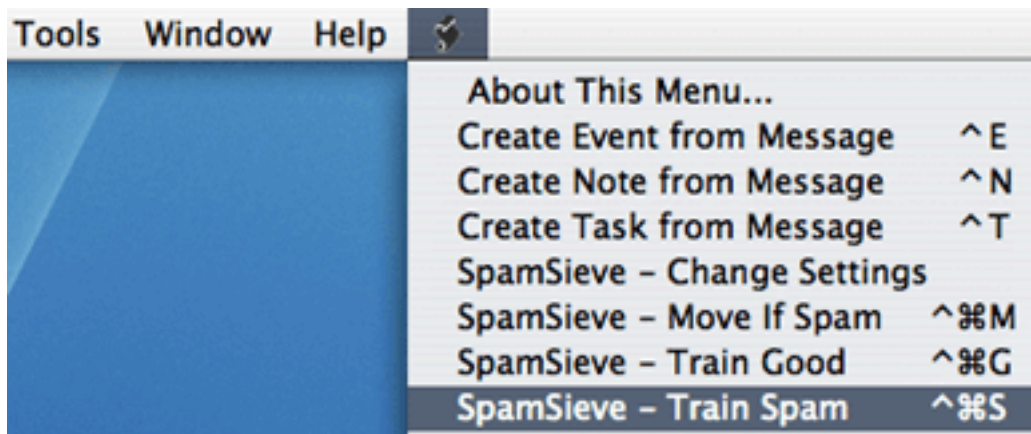 Tools Window Help
About This Menu...
Create Event from Message ^E
Create Note from Message ^N
Create Task from Message ^T
SpamSieve – Change Settings
SpamSieve – Move If Spam ^⌘M
SpamSieve – Train Good ^⌘G
SpamSieve – Train Spam ^⌘S